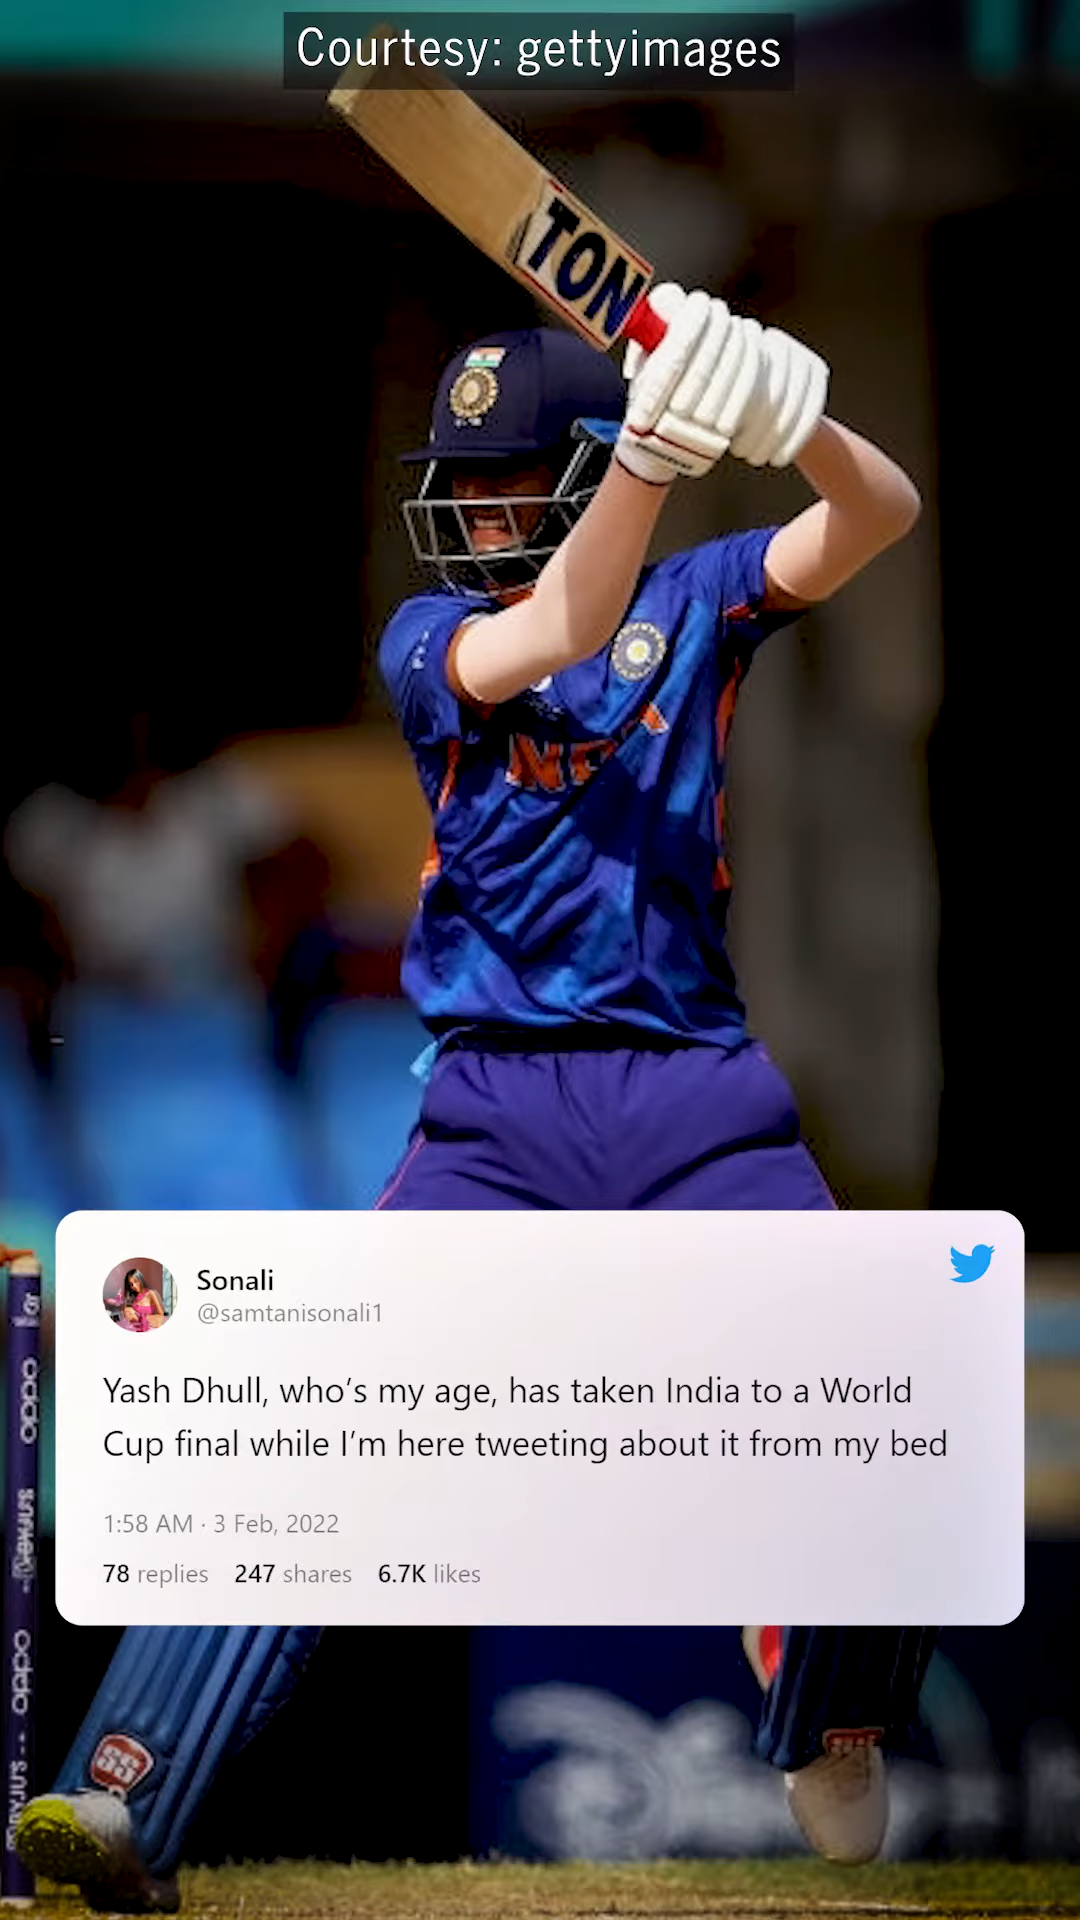 Courtesy: gettyimages
TON
Sonali
@samtanisonali1
Yash Dhull, who’s my age, has taken India to a World
Cup final while I’m here tweeting about it from my bed
1:58 AM · 3 Feb, 2022
78 replies 247 shares 6.7K likes
oppo
oppo
BYJU'S
SS